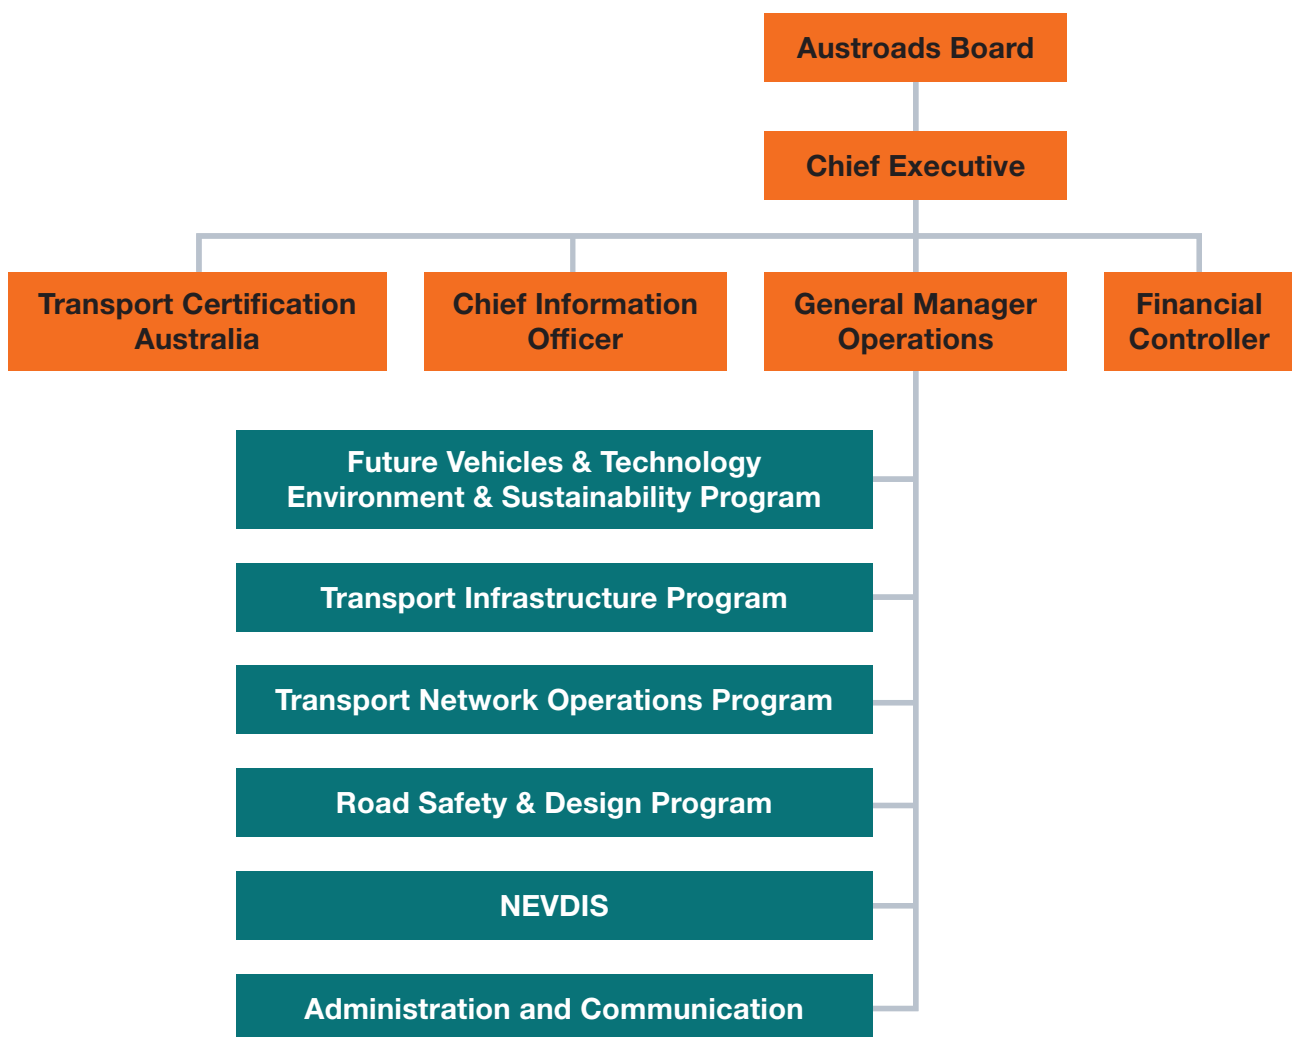 Austroads Board
Chief Executive
Transport Certification
Australia
Chief Information
Officer
General Manager
Operations
Financial
Controller
Future Vehicles & Technology
Environment & Sustainability Program
Transport Infrastructure Program
Transport Network Operations Program
Road Safety & Design Program
NEVDIS
Administration and Communication